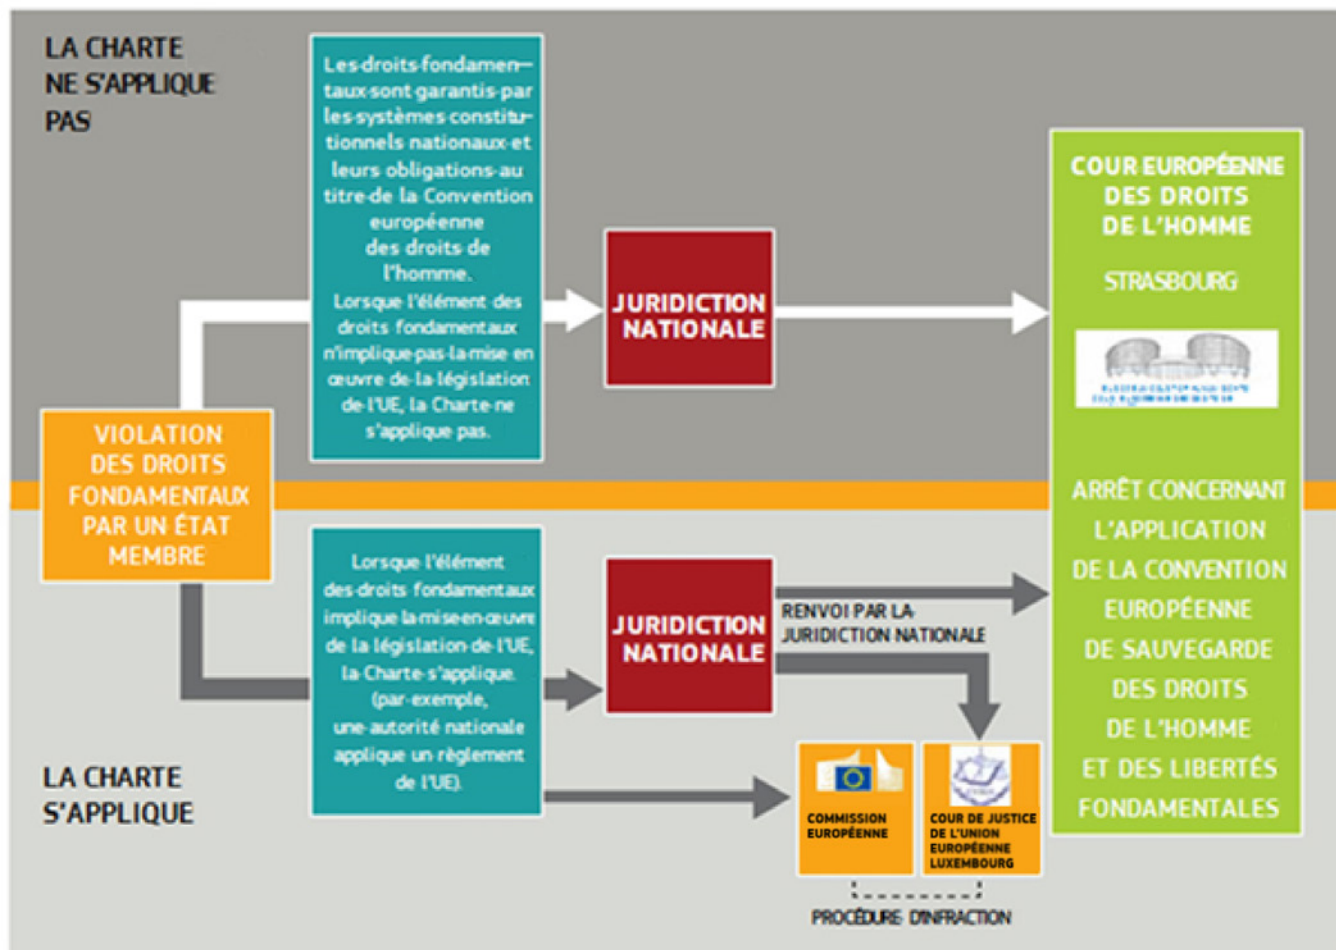 LA CHARTE
NE S'APPLIQUE
PAS
Les droits fondamen—
taux sont garantis par
les systèmes constitu—
tionnels nationaux et
leurs obligations au
titre de la Convention
européenne
des droits de
l'homme.
Lorsque l'élément des
droits fondamentaux
n'implique pas la mise en
œuvre de la législation
de l'UE, la Charte ne
s'applique pas.
JURIDICTION
NATIONALE
COUR EUROPÉENNE
DES DROITS
DE L'HOMME
STRASBOURG
ARRÊT CONCERNANT
L'APPLICATION
DE LA CONVENTION
EUROPÉENNE
DE SAUVEGARDE
DES DROITS
DE L'HOMME
ET DES LIBERTÉS
FONDAMENTALES
VIOLATION
DES DROITS
FONDAMENTAUX
PAR UN ÉTAT
MEMBRE
Lorsque l'élément
des droits fondamentaux
implique la mise en œuvre
de la législation de l'UE,
la Charte s'applique.
(par exemple,
une autorité nationale
applique un règlement
de l'UE).
JURIDICTION
NATIONALE
RENVOI PAR LA
JURIDICTION NATIONALE
LA CHARTE
S'APPLIQUE
COMMISSION
EUROPÉENNE
COUR DE JUSTICE
DE L'UNION
EUROPÉENNE
LUXEMBOURG
PROCÉDURE D'INFRACTION